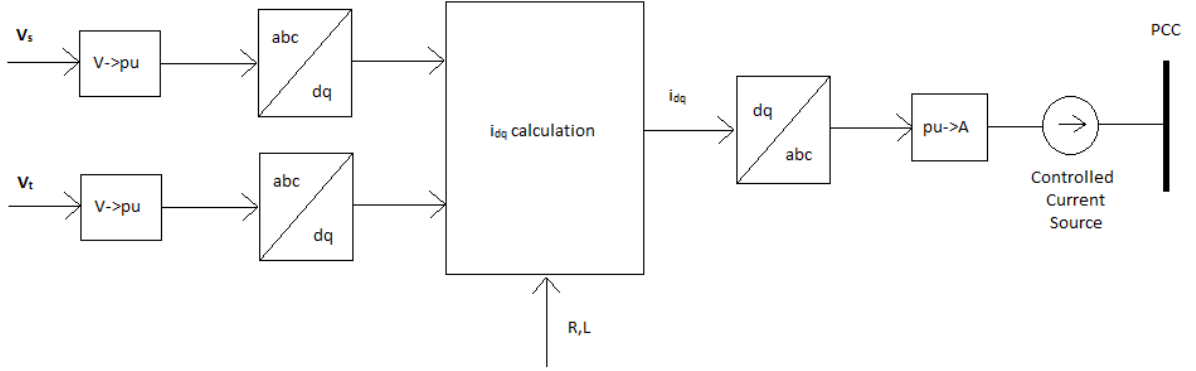 Vs
V->pu
abc
dq
Vt
V->pu
abc
dq
idq calculation
R,L
idq
dq
abc
pu->A
Controlled
Current
Source
PCC